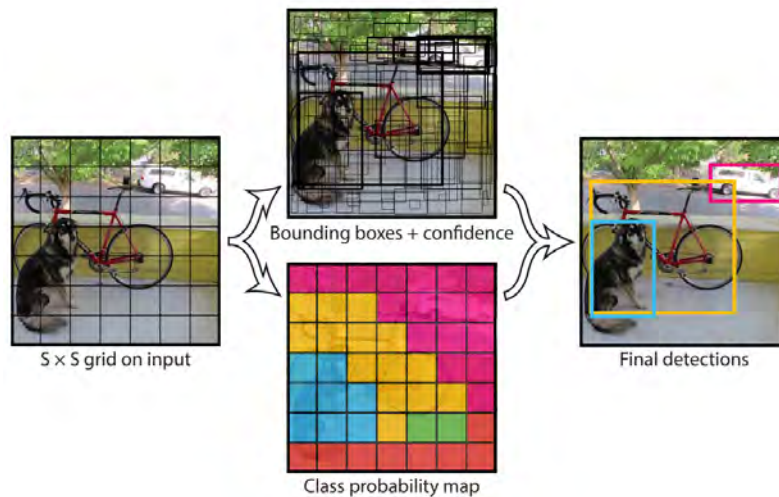 Bounding boxes + confidence
S × S grid on input
Final detections
Class probability map